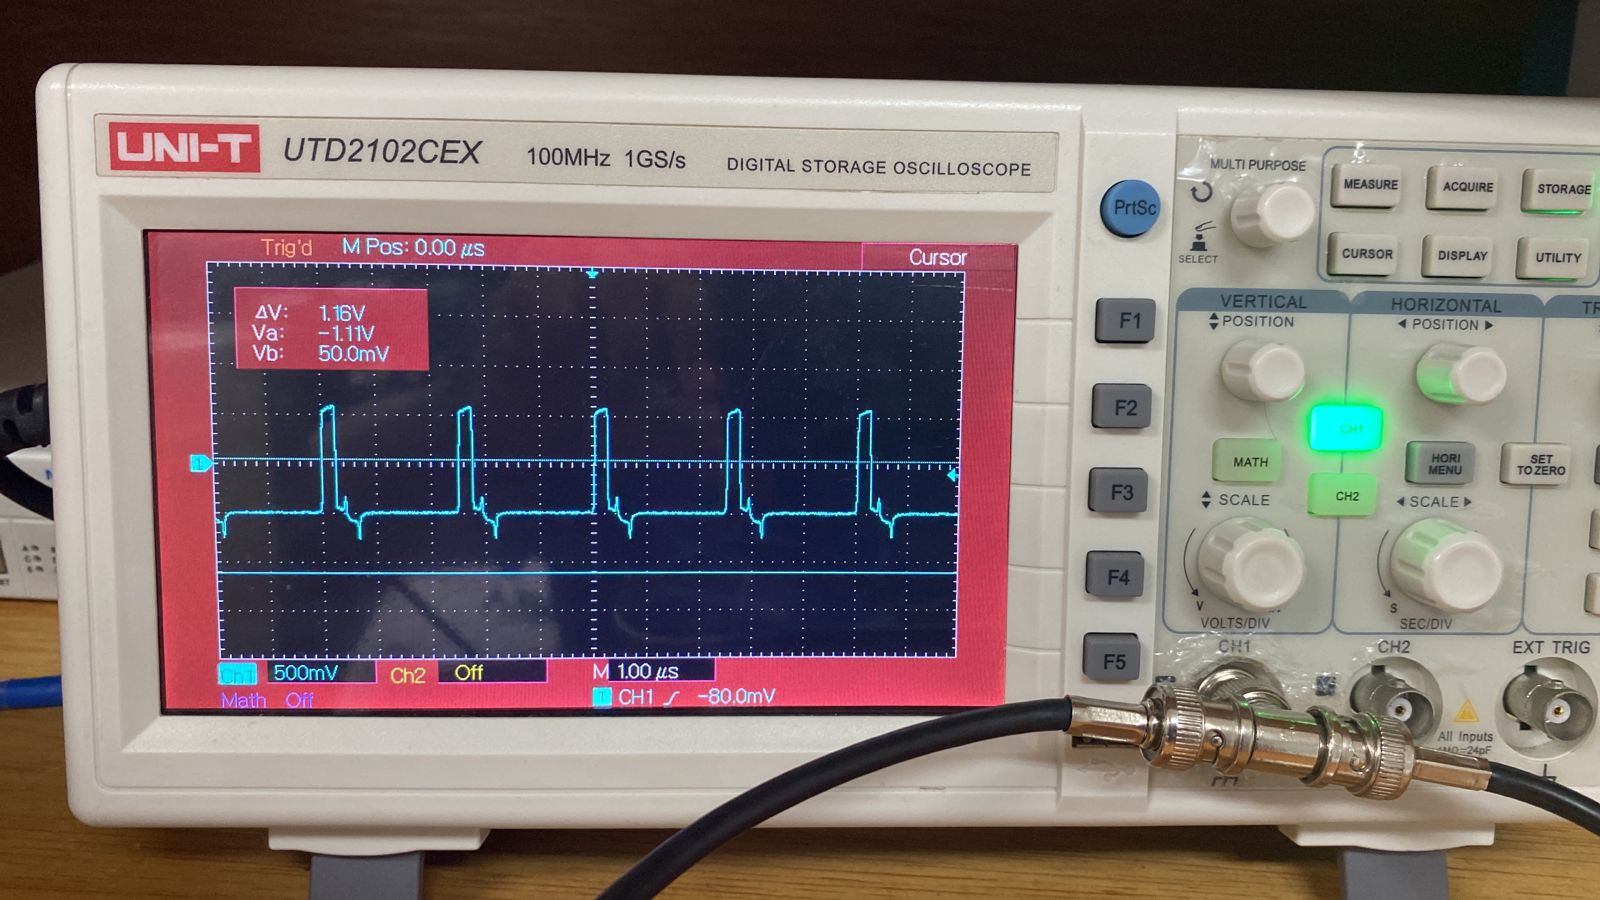 UNI-T UTD2102CEX 100MHz 1GS/s DIGITAL STORAGE OSCILLOSCOPE
Trig'd M Pos: 0.00 μs Cursor
ΔV: 1.16V
Va: -1.11V
Vb: 50.0mV
1
Ch1 500mV Ch2 Off M 1.00 μs
Math Off CH1 -80.0mV
PrtSc
F1
F2
F3
F4
F5
MULTI PURPOSE
SELECT
MEASURE ACQUIRE STORAGE
CURSOR DISPLAY UTILITY
VERTICAL HORIZONTAL TR
POSITION POSITION
CH1
MATH HORI MENU SET TO ZERO
CH2
SCALE SCALE
V S
VOLTS/DIV SEC/DIV
CH1 CH2 EXT TRIG
All Inputs